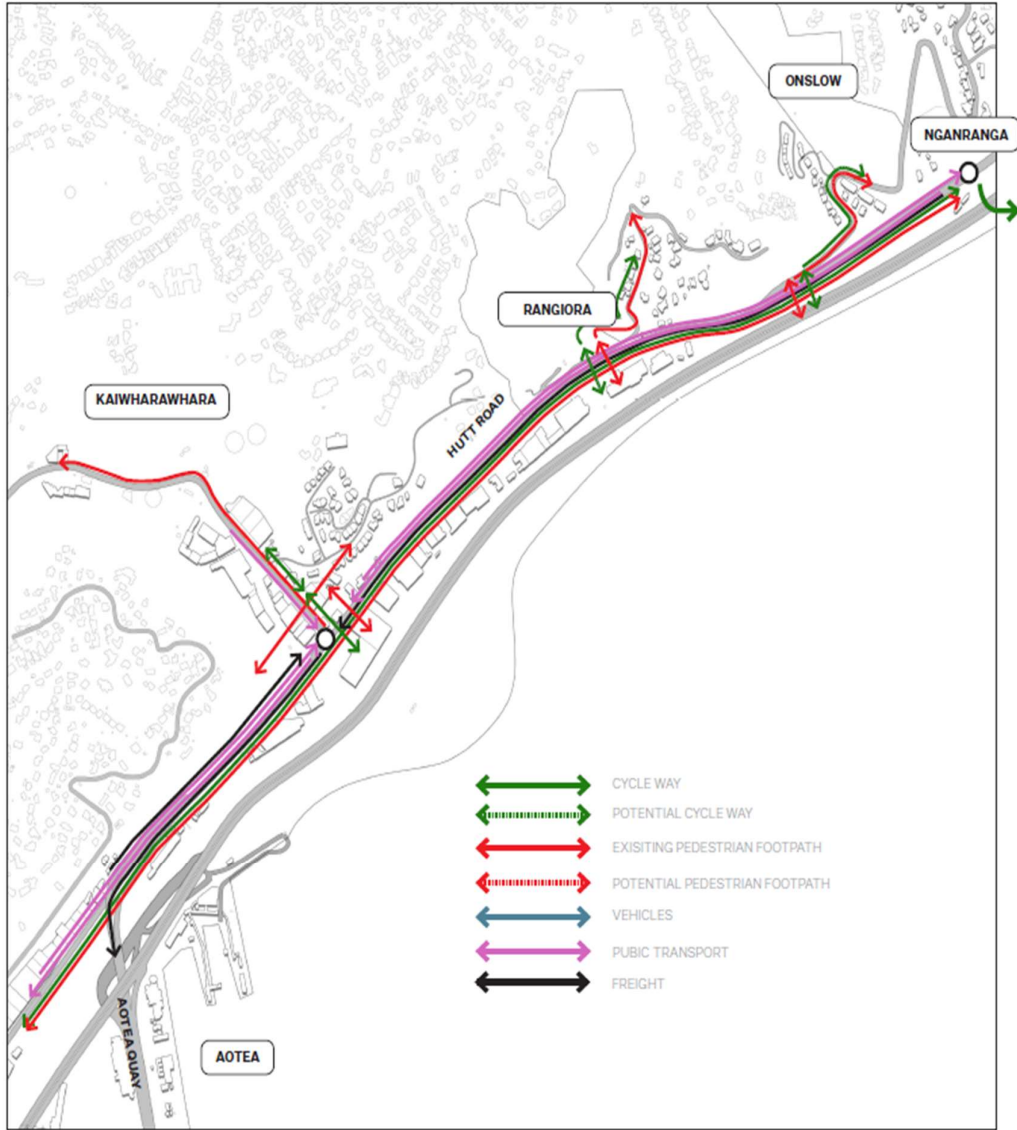 ONSLOW
NGANRANGA
RANGIORA
KAIWHARAWHARA
HUTT ROAD
CYCLE WAY
POTENTIAL CYCLE WAY
EXISITING PEDESTRIAN FOOTPATH
POTENTIAL PEDESTRIAN FOOTPATH
VEHICLES
PUBIC TRANSPORT
FREIGHT
AOTEA QUAY
AOTEA